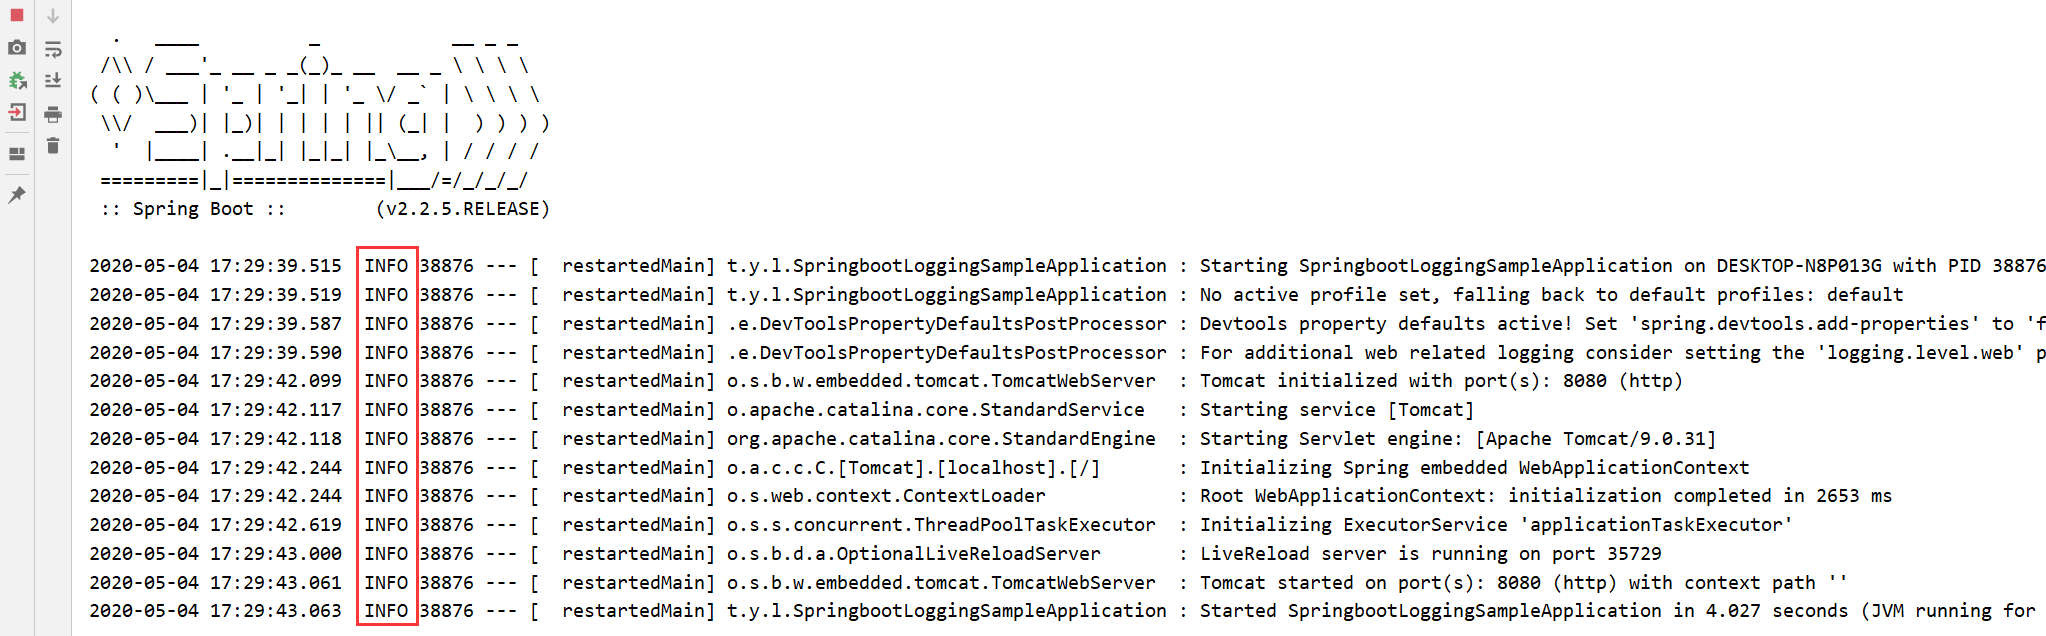 .   ____          _            __ _ _
 /\\ / ___'_ __ _ _(_)_ __  __ _ \ \ \ \
( ( )\___ | '_ | '_| | '_ \/ _` | \ \ \ \
 \\/  ___)| |_)| | | | | || (_| |  ) ) ) )
  '  |____| .__|_| |_|_| |_\__, | / / / /
 =========|_|==============|___/=/_/_/_/
 :: Spring Boot ::        (v2.2.5.RELEASE)
2020-05-04 17:29:39.515  INFO 38876 --- [  restartedMain] t.y.l.SpringbootLoggingSampleApplication : Starting SpringbootLoggingSampleApplication on DESKTOP-N8P013G with PID 38876
2020-05-04 17:29:39.519  INFO 38876 --- [  restartedMain] t.y.l.SpringbootLoggingSampleApplication : No active profile set, falling back to default profiles: default
2020-05-04 17:29:39.587  INFO 38876 --- [  restartedMain] .e.DevToolsPropertyDefaultsPostProcessor : Devtools property defaults active! Set 'spring.devtools.add-properties' to 'f
2020-05-04 17:29:39.590  INFO 38876 --- [  restartedMain] .e.DevToolsPropertyDefaultsPostProcessor : For additional web related logging consider setting the 'logging.level.web' p
2020-05-04 17:29:42.099  INFO 38876 --- [  restartedMain] o.s.b.w.embedded.tomcat.TomcatWebServer  : Tomcat initialized with port(s): 8080 (http)
2020-05-04 17:29:42.117  INFO 38876 --- [  restartedMain] o.apache.catalina.core.StandardService   : Starting service [Tomcat]
2020-05-04 17:29:42.118  INFO 38876 --- [  restartedMain] org.apache.catalina.core.StandardEngine  : Starting Servlet engine: [Apache Tomcat/9.0.31]
2020-05-04 17:29:42.244  INFO 38876 --- [  restartedMain] o.a.c.c.C.[Tomcat].[localhost].[/]       : Initializing Spring embedded WebApplicationContext
2020-05-04 17:29:42.244  INFO 38876 --- [  restartedMain] o.s.web.context.ContextLoader            : Root WebApplicationContext: initialization completed in 2653 ms
2020-05-04 17:29:42.619  INFO 38876 --- [  restartedMain] o.s.s.concurrent.ThreadPoolTaskExecutor  : Initializing ExecutorService 'applicationTaskExecutor'
2020-05-04 17:29:43.000  INFO 38876 --- [  restartedMain] o.s.b.d.a.OptionalLiveReloadServer       : LiveReload server is running on port 35729
2020-05-04 17:29:43.061  INFO 38876 --- [  restartedMain] o.s.b.w.embedded.tomcat.TomcatWebServer  : Tomcat started on port(s): 8080 (http) with context path ''
2020-05-04 17:29:43.063  INFO 38876 --- [  restartedMain] t.y.l.SpringbootLoggingSampleApplication : Started SpringbootLoggingSampleApplication in 4.027 seconds (JVM running for